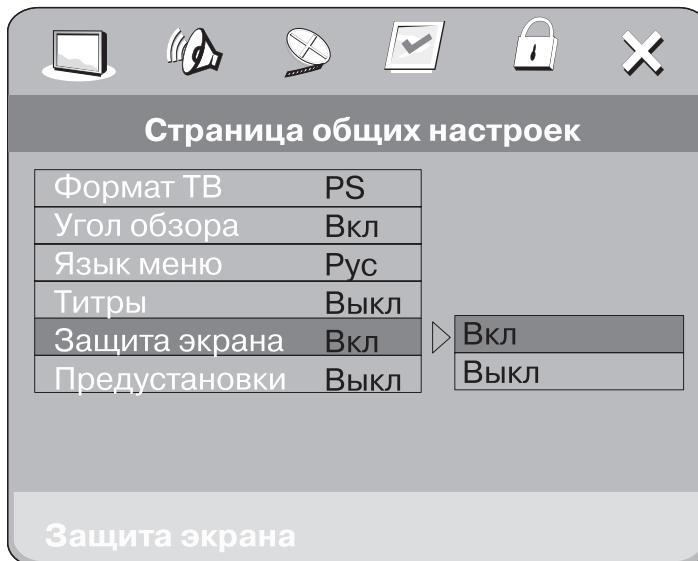 Страница общих настроек
Формат ТВ PS
Угол обзора Вкл
Язык меню Рус
Титры Выкл
Защита экрана Вкл
Вкл
Предустановки Выкл
Выкл
Защита экрана